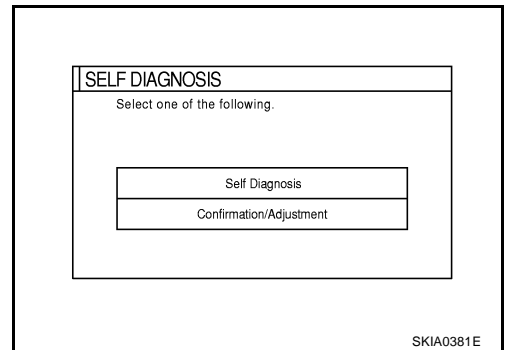 SELF DIAGNOSIS
Select one of the following.
Self Diagnosis
Confirmation/Adjustment
SKIA0381E